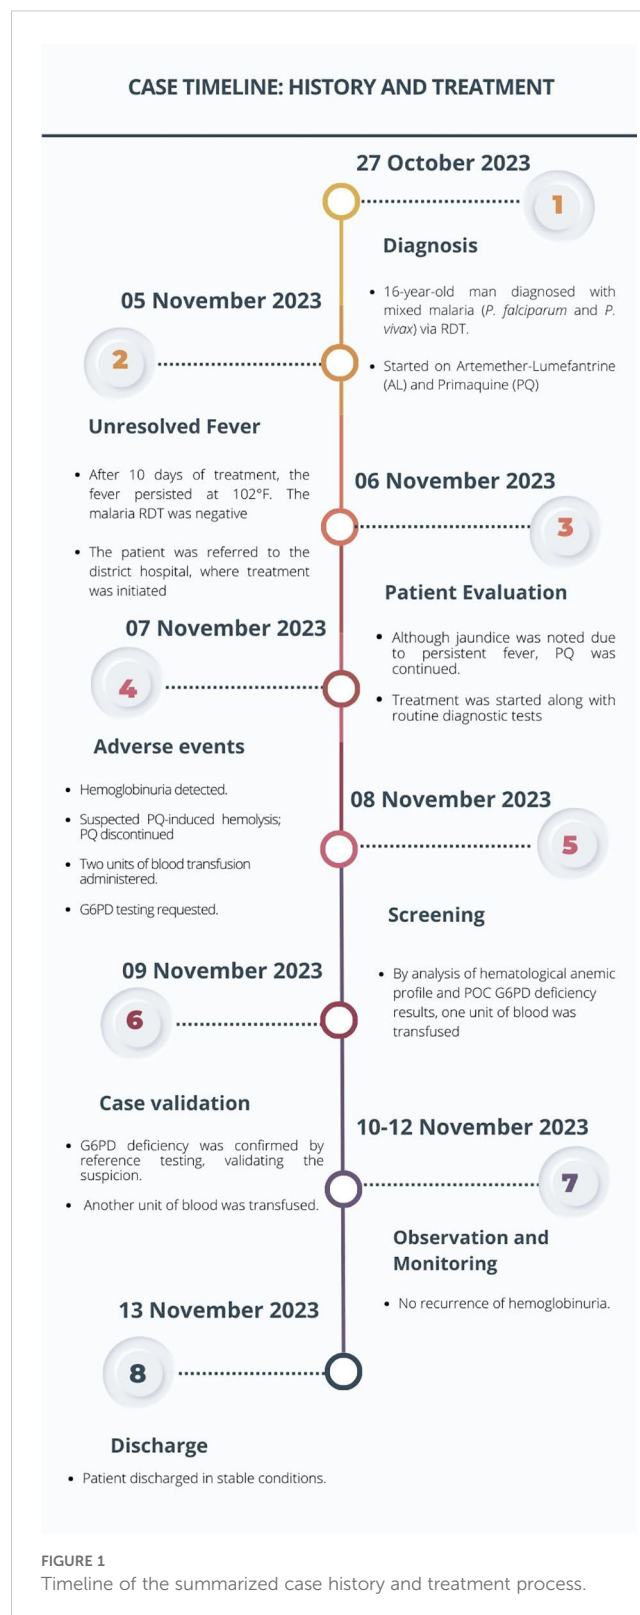 CASE TIMELINE: HISTORY AND TREATMENT
27 October 2023
1
Diagnosis
• 16-year-old man diagnosed with
mixed malaria (P. falciparum and P.
vivax) via RDT.
• Started on Artemether-Lumefantrine
(AL) and Primaquine (PQ)
05 November 2023
2
Unresolved Fever
• After 10 days of treatment, the
fever persisted at 102°F. The
malaria RDT was negative
• The patient was referred to the
district hospital, where treatment
was initiated
06 November 2023
3
Patient Evaluation
• Although jaundice was noted due
to persistent fever, PQ was
continued.
• Treatment was started along with
routine diagnostic tests
07 November 2023
4
Adverse events
• Hemoglobinuria detected.
• Suspected PQ-induced hemolysis;
PQ discontinued
• Two units of blood transfusion
administered.
• G6PD testing requested.
08 November 2023
5
Screening
• By analysis of hematological anemic
profile and POC G6PD deficiency
results, one unit of blood was
transfused
09 November 2023
6
Case validation
• G6PD deficiency was confirmed by
reference testing, validating the
suspicion.
• Another unit of blood was transfused.
10-12 November 2023
7
Observation and
Monitoring
• No recurrence of hemoglobinuria.
13 November 2023
8
Discharge
• Patient discharged in stable conditions.
FIGURE 1
Timeline of the summarized case history and treatment process.